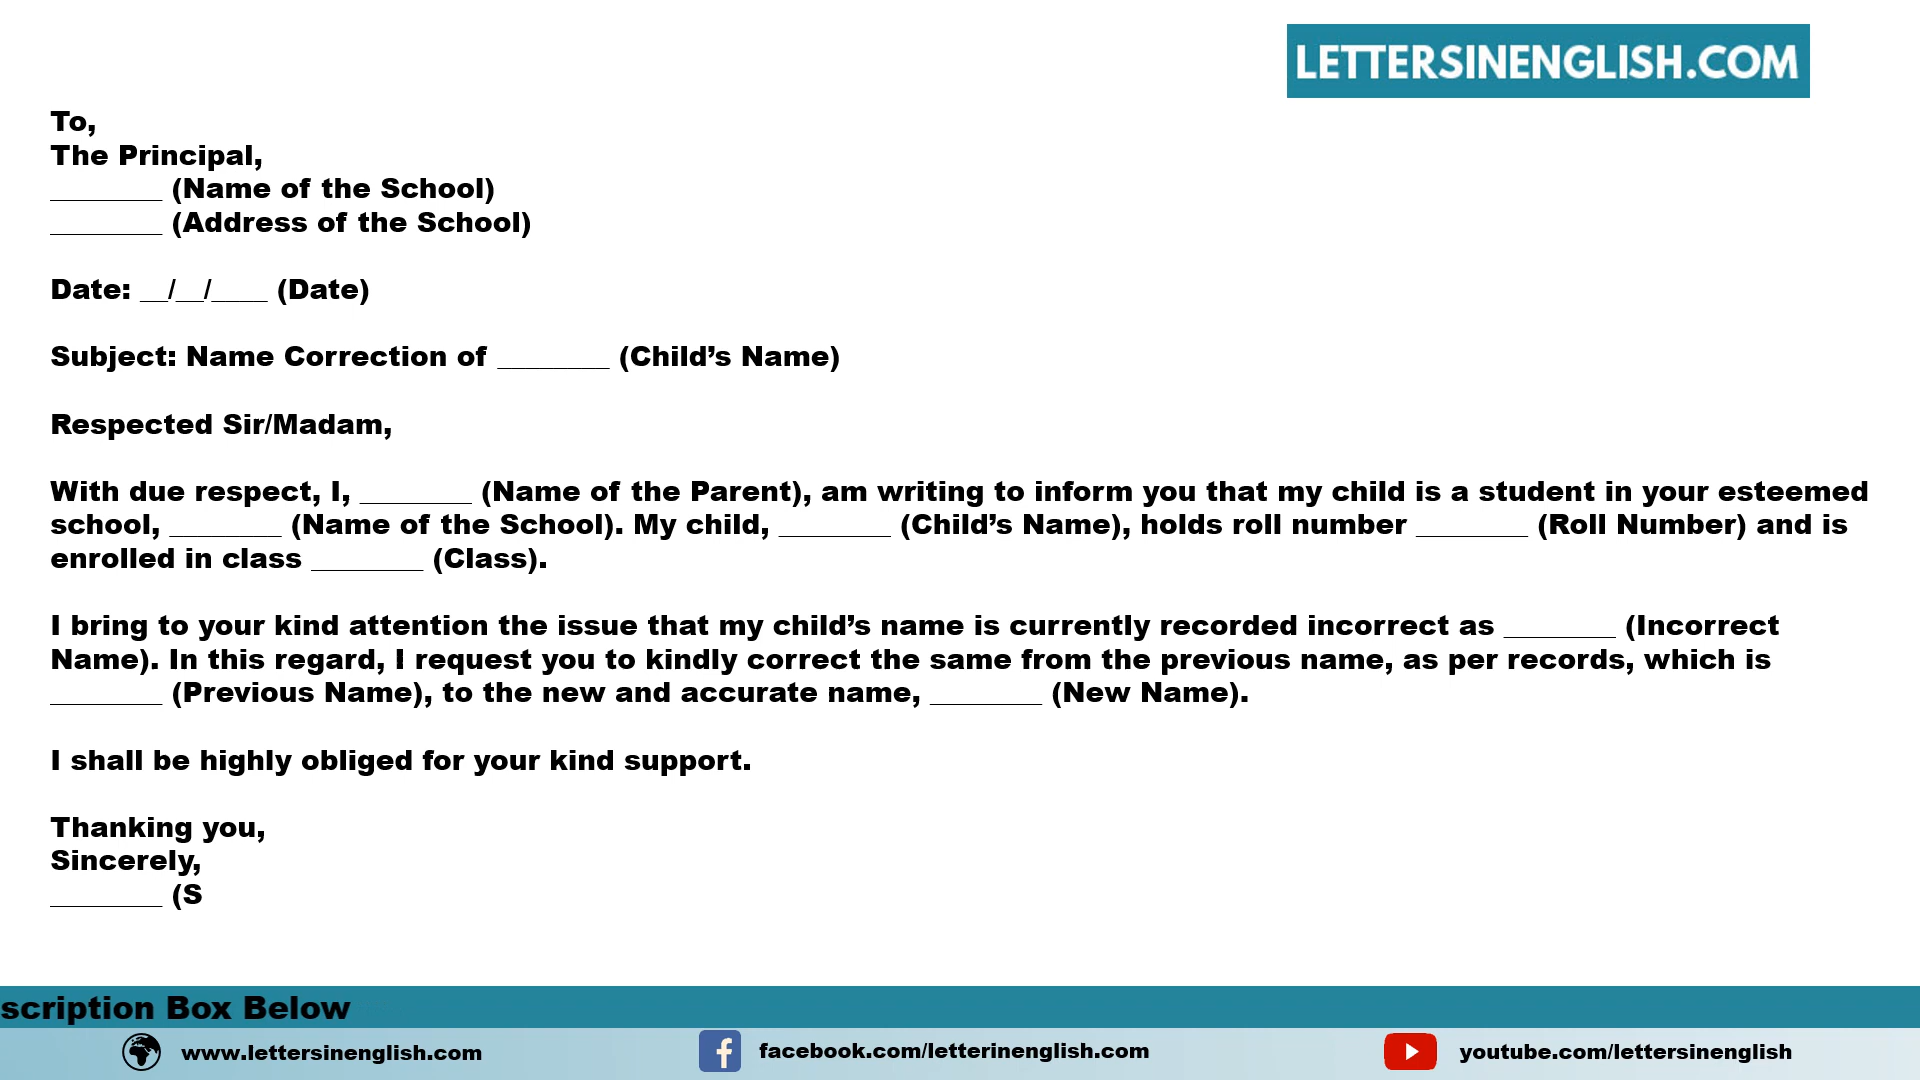 LETTERSINENGLISH.COM
To,
The Principal,
________ (Name of the School)
________ (Address of the School)
Date: __/__/____ (Date)
Subject: Name Correction of ________ (Child’s Name)
Respected Sir/Madam,
With due respect, I, ________ (Name of the Parent), am writing to inform you that my child is a student in your esteemed
school, ________ (Name of the School). My child, ________ (Child’s Name), holds roll number ________ (Roll Number) and is
enrolled in class ________ (Class).
I bring to your kind attention the issue that my child’s name is currently recorded incorrect as ________ (Incorrect
Name). In this regard, I request you to kindly correct the same from the previous name, as per records, which is
________ (Previous Name), to the new and accurate name, ________ (New Name).
I shall be highly obliged for your kind support.
Thanking you,
Sincerely,
________ (S
scription Box Below
www.lettersinenglish.com
facebook.com/letterinenglish.com
youtube.com/lettersinenglish